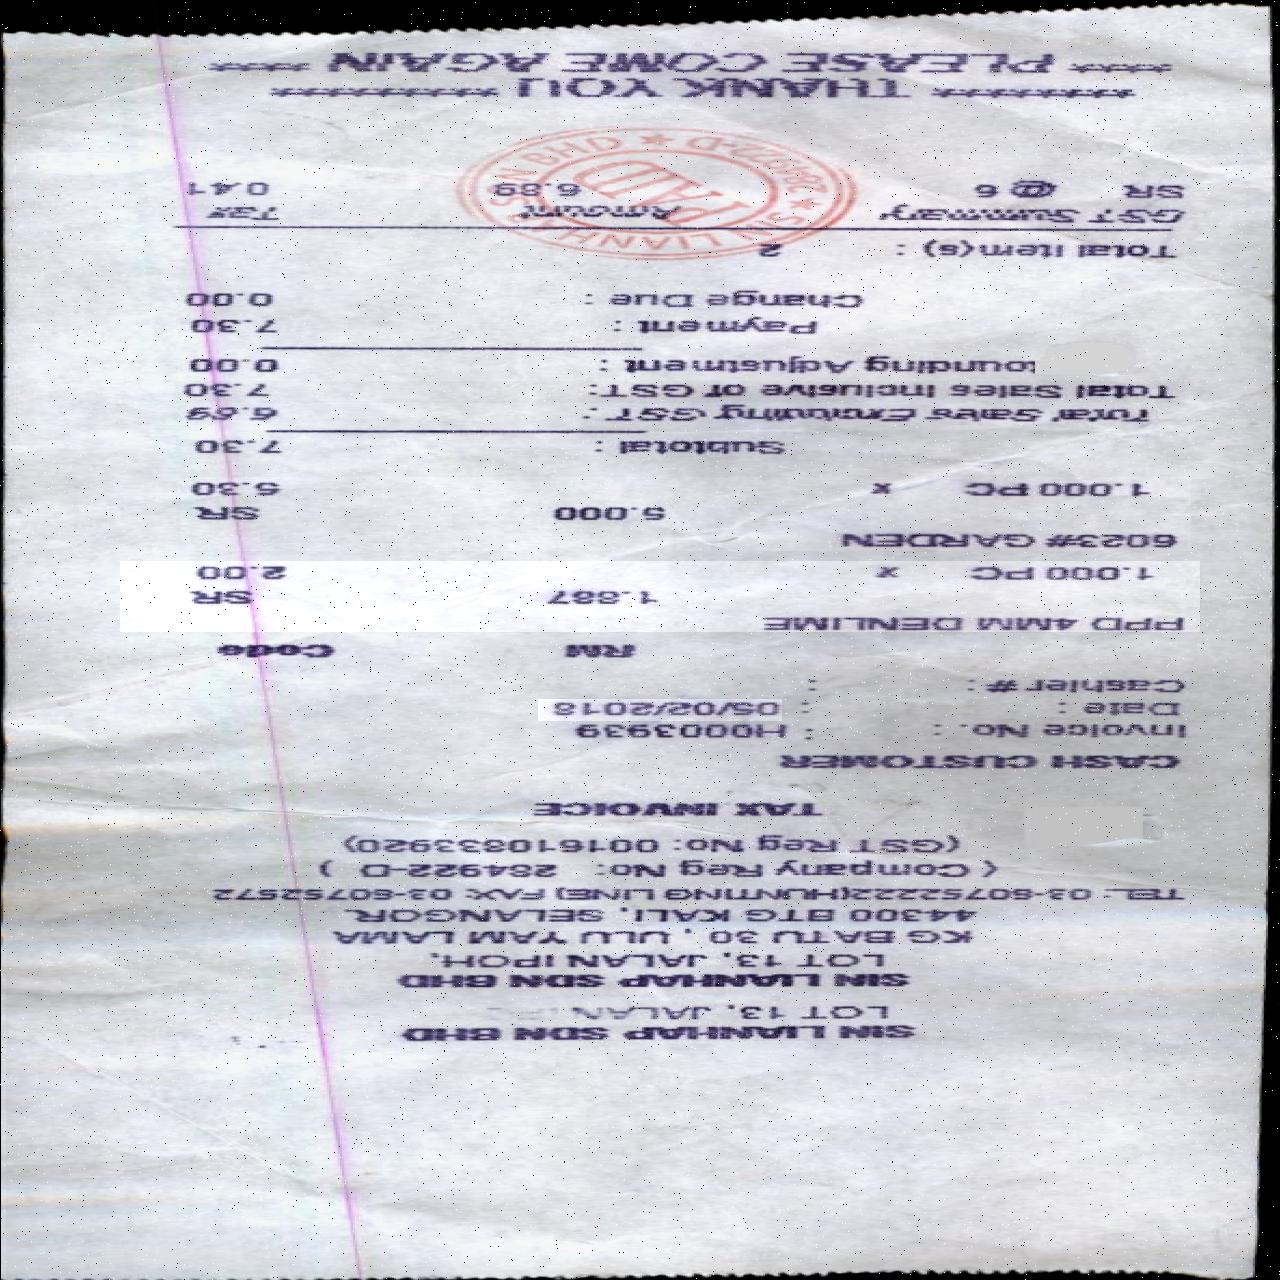 SIN LIANHAP SDN BHD
LOT 13, JALAN
SIN LIANHAP SDN BHD
LOT 13, JALAN IPOH,
KG BATU 30, ULU YAM LAMA
44300 BTG KALI, SELANGOR
TEL : 03-60752222(HUNTING LINE) FAX: 03-60752572
( Company Reg No: 264922-D )
(GST Reg No: 001610833920)
TAX INVOICE
CASH CUSTOMER
Invoice No. : : H0003939
Date : : 05/02/2018
Cashier # : :
RM Code
PPD 4MM DENLIME
1.887 SR
1.000 PC x 2.00
6023# GARDEN
5.000 SR
1.000 PC x 5.30
Subtotal : 7.30
Total Sales Excluding GST : 6.89
Total Sales Inclusive of GST : 7.30
ounding Adjustment : 0.00
Payment : 7.30
Change Due : 0.00
Total Item(s) : 2
GST Summary Amount Tax
SR @ 6 6.89 0.41
SIN LIANHAP SDN BHD
264922-D
PAID
********* THANK YOU **********
**** PLEASE COME AGAIN ****